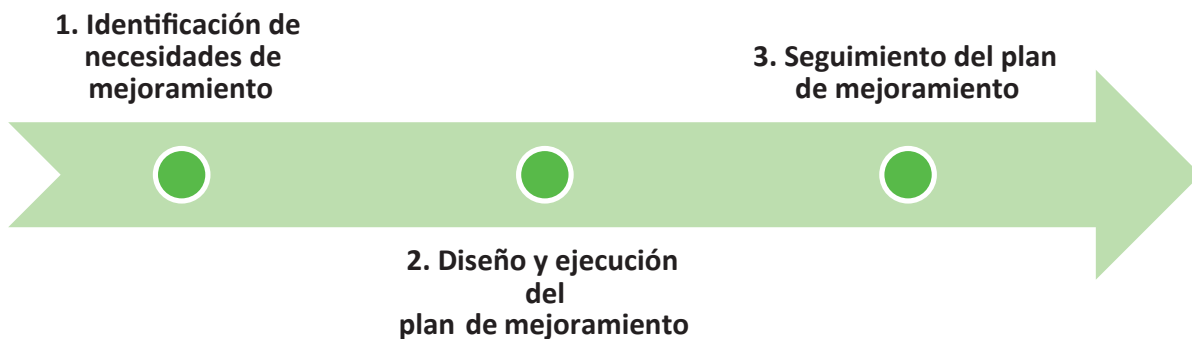 1. Identificación de
necesidades de
mejoramiento
2. Diseño y ejecución
del
plan de mejoramiento
3. Seguimiento del plan
de mejoramiento